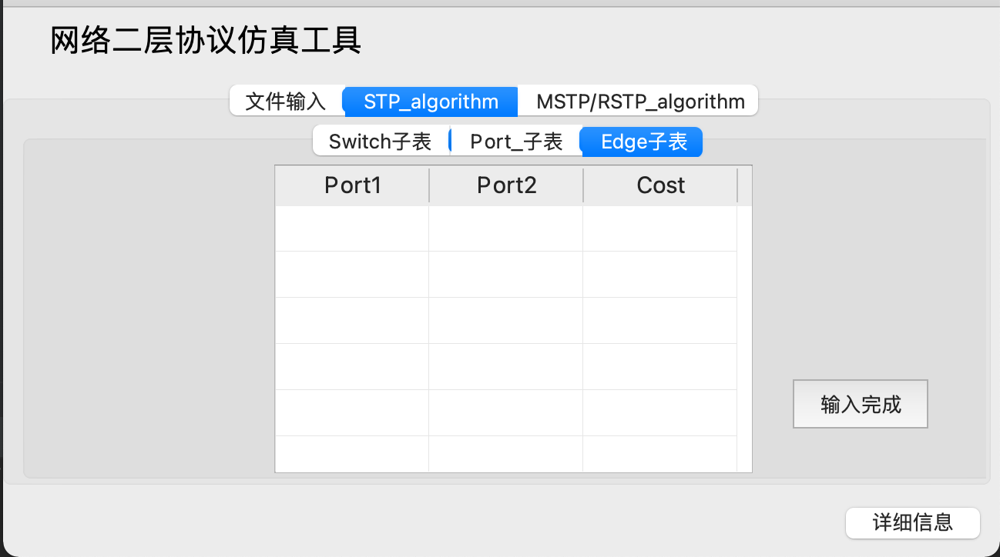 网络二层协议仿真工具
文件输入 STP_algorithm MSTP/RSTP_algorithm
Switch子表 Port_子表 Edge子表
Port1 Port2 Cost
输入完成
详细信息